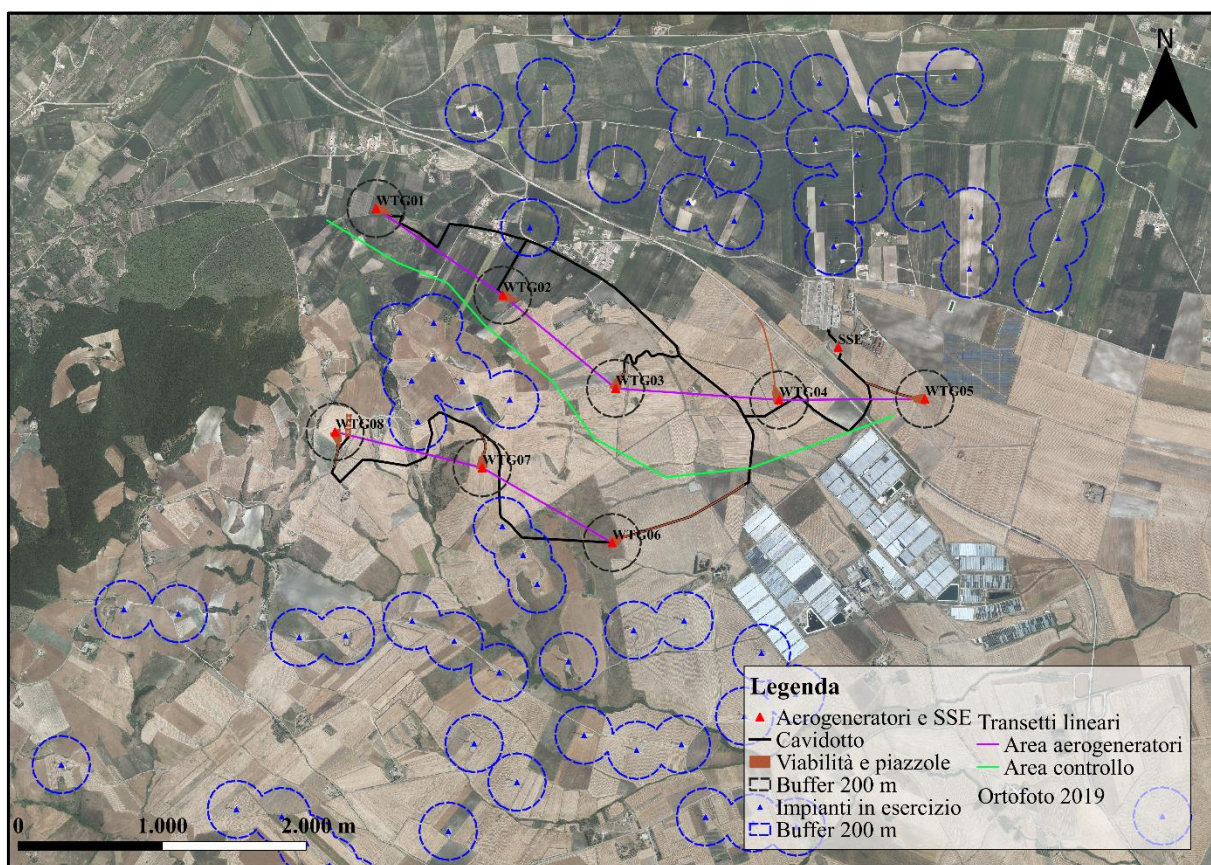 N
WTG01
WTG02
SSE
WTG03
WTG04
WTG05
WTG08
WTG07
WTG06
Legenda
Aerogeneratori e SSE
Cavidotto
Viabilità e piazzole
Buffer 200 m
Impianti in esercizio
Buffer 200 m
Transetti lineari
Area aerogeneratori
Area controllo
Ortofoto 2019
0 1.000 2.000 m